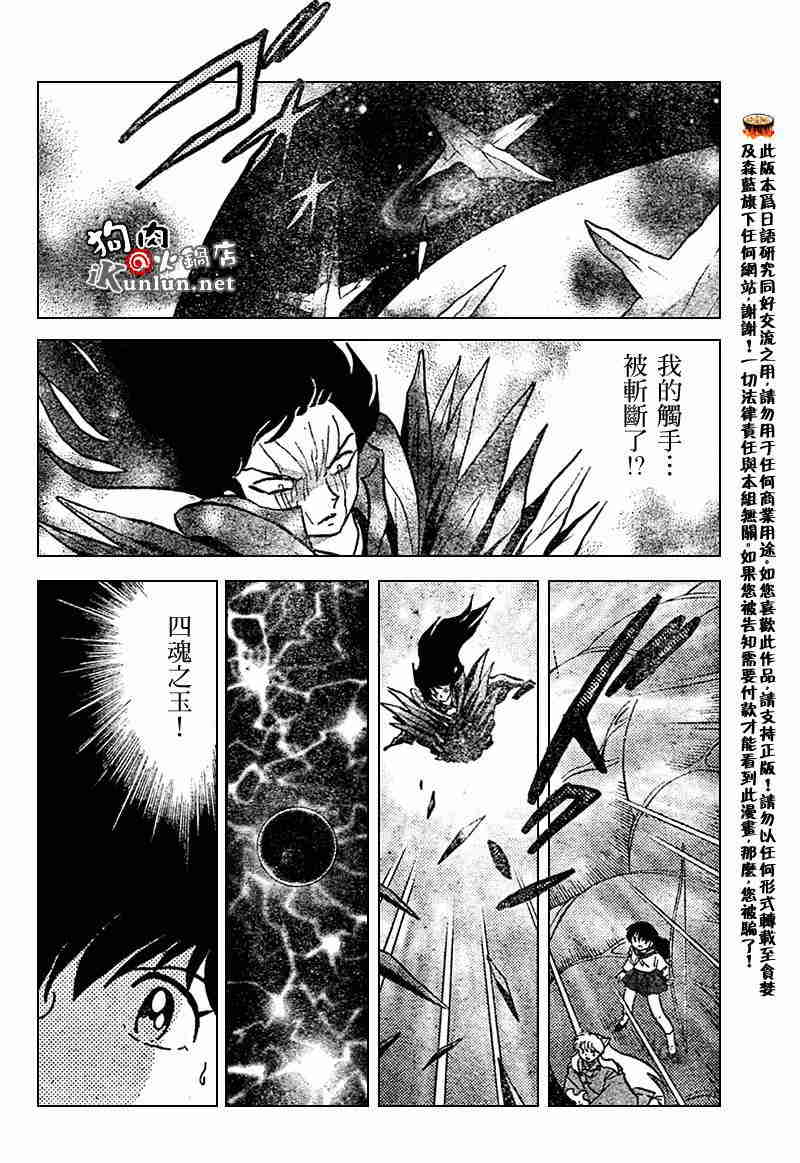 狗肉
@火鍋店
iKunlun.net
我的觸手…
被斬斷了!?
四魂之玉！
此版本爲日語研究同好交流之用，請勿用于任何商業用途。如您喜歡此作品，請支持正版！請勿以任何形式轉載至貪婪
及森藍旗下任何網站，謝謝！一切法律責任與本組無關。如果您被告知需要付款才能看到此漫畫，那麽，您被騙了！